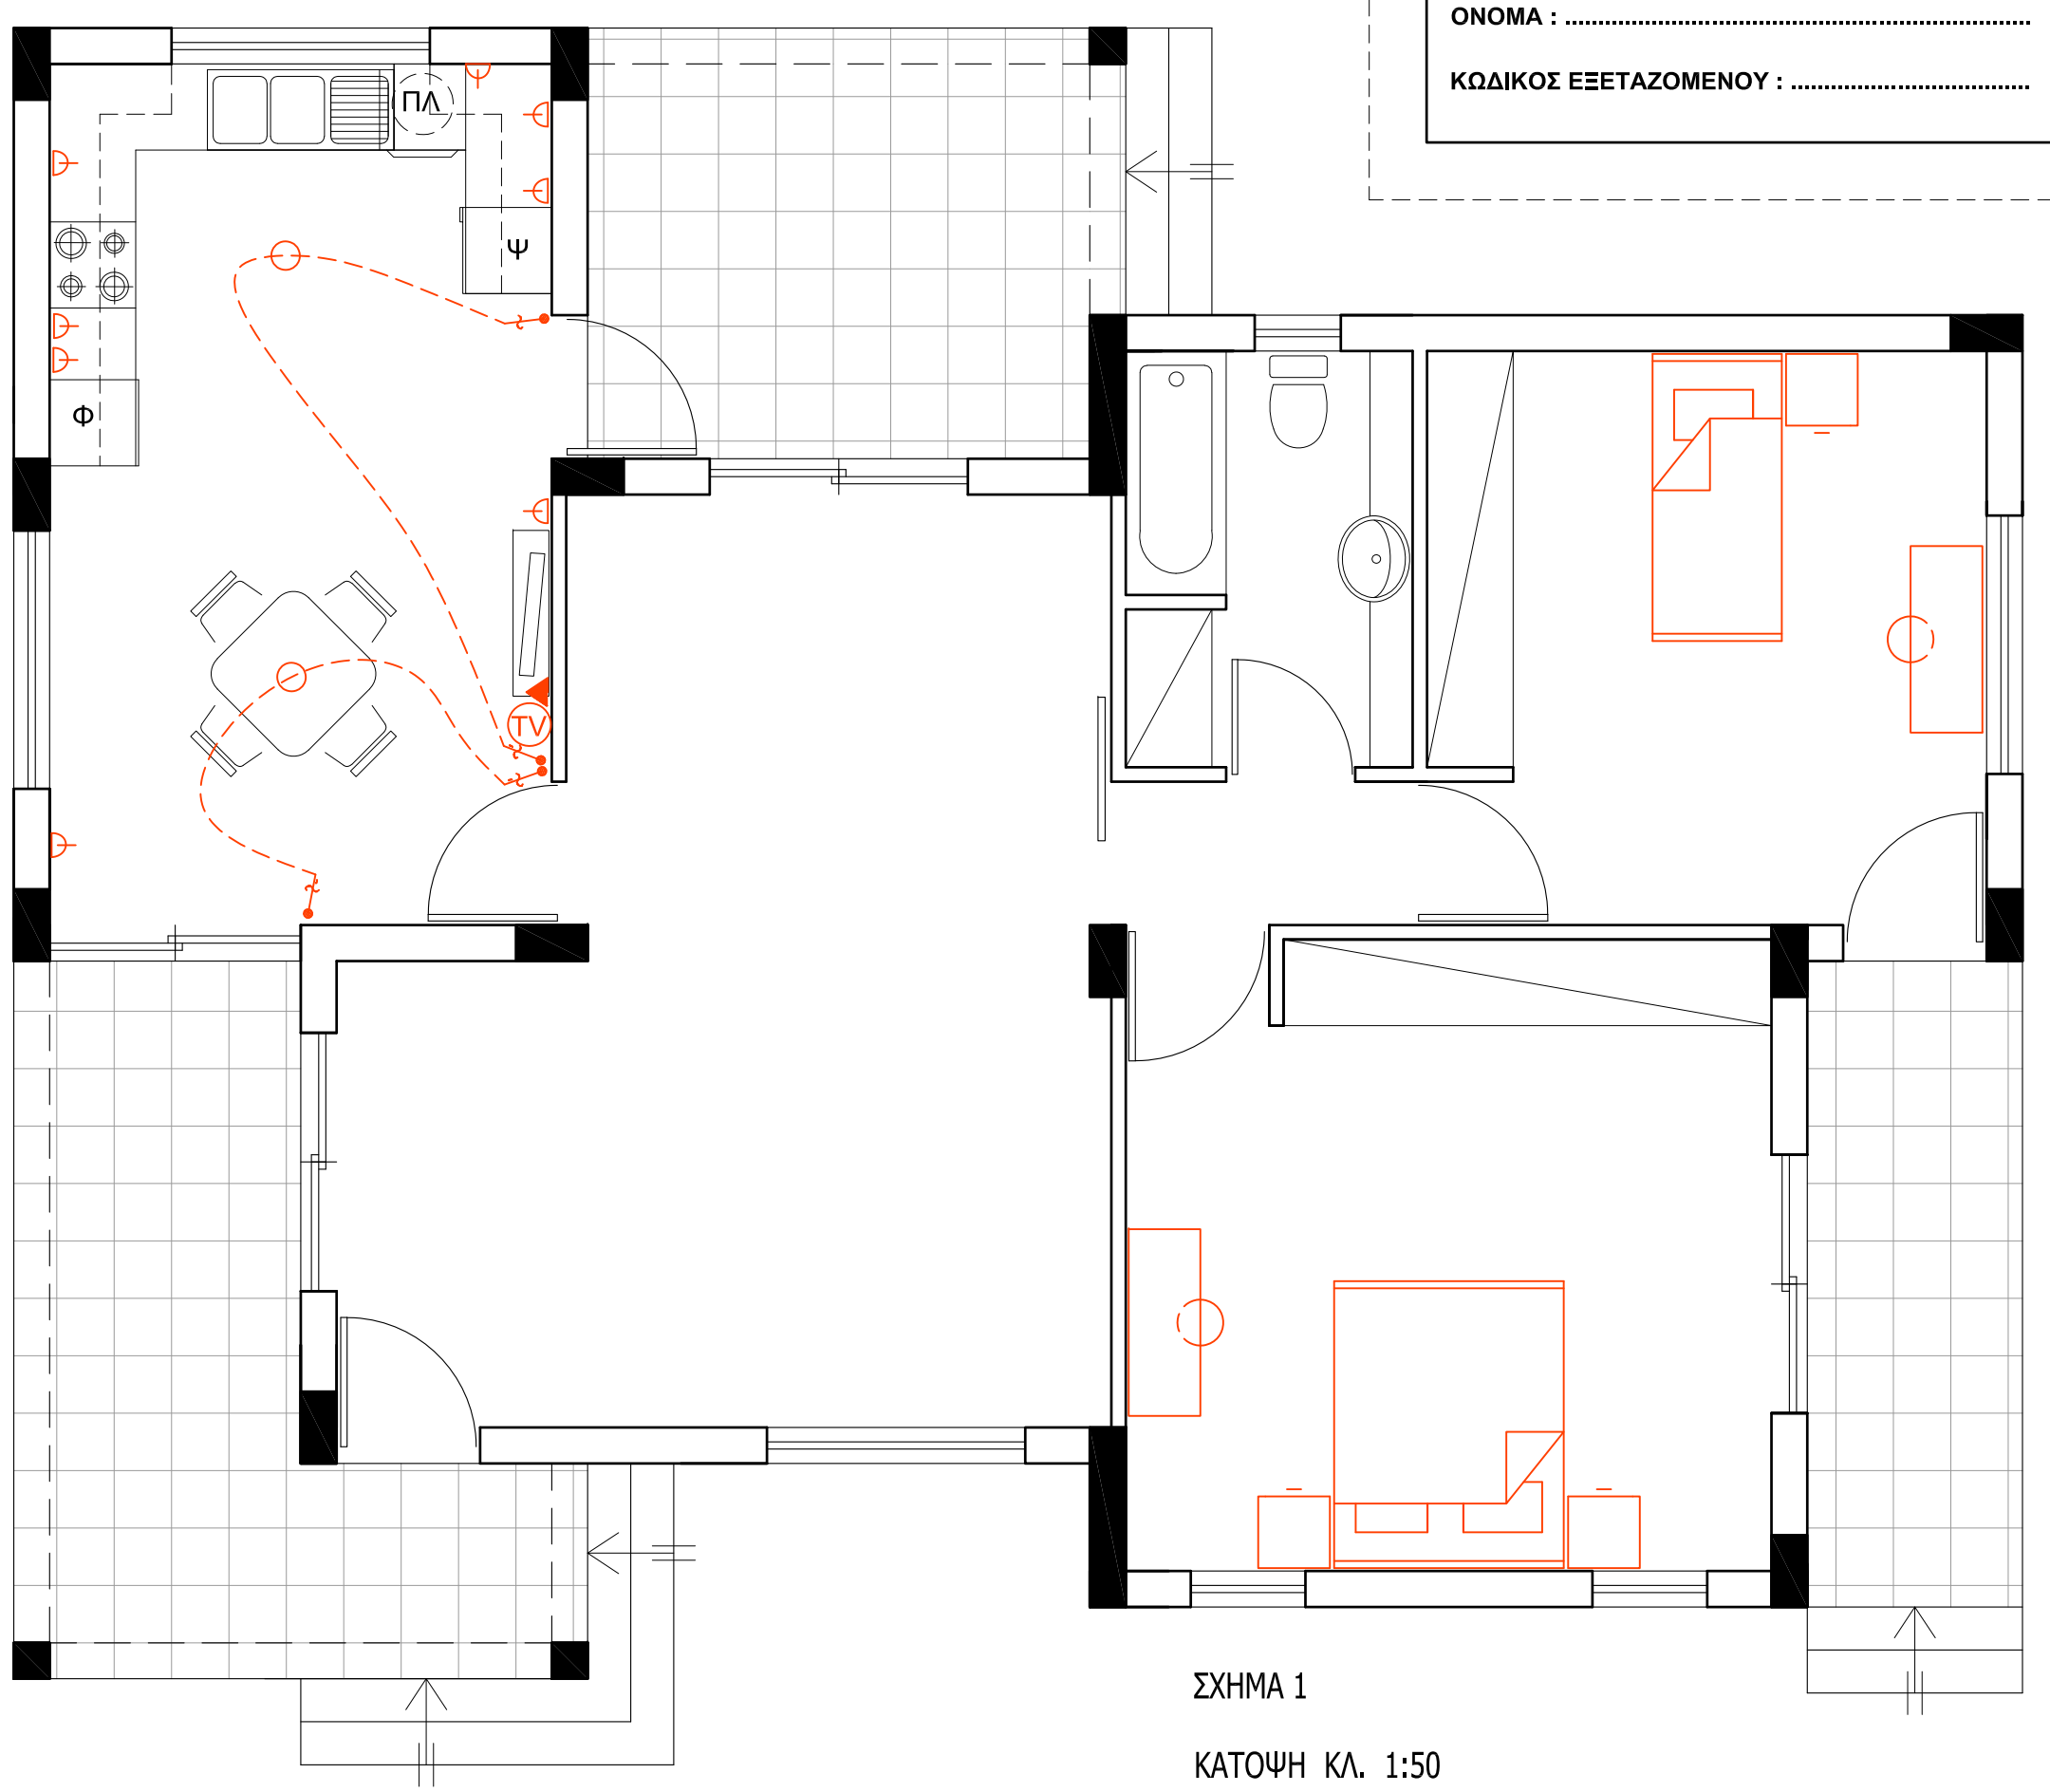 ΟΝΟΜΑ : ......................................................................
ΚΩΔΙΚΟΣ ΕΞΕΤΑΖΟΜΕΝΟΥ : ....................................
ΠΛ
Ψ
Φ
TV
ΣΧΗΜΑ 1
ΚΑΤΟΨΗ ΚΛ. 1:50